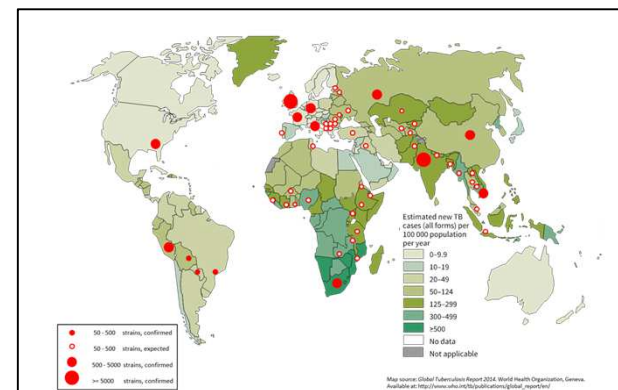 Estimated new TB
cases (all forms) per
100 000 population
per year
0–9.9
10–19
20–49
50–124
125–299
300–499
≥500
No data
Not applicable
50 - 500 strains, confirmed
50 - 500 strains, expected
500 - 5000 strains, confirmed
>= 5000 strains, confirmed
Map source: Global Tuberculosis Report 2014. World Health Organization, Geneva.
Available at: http://www.who.int/tb/publications/global_report/en/